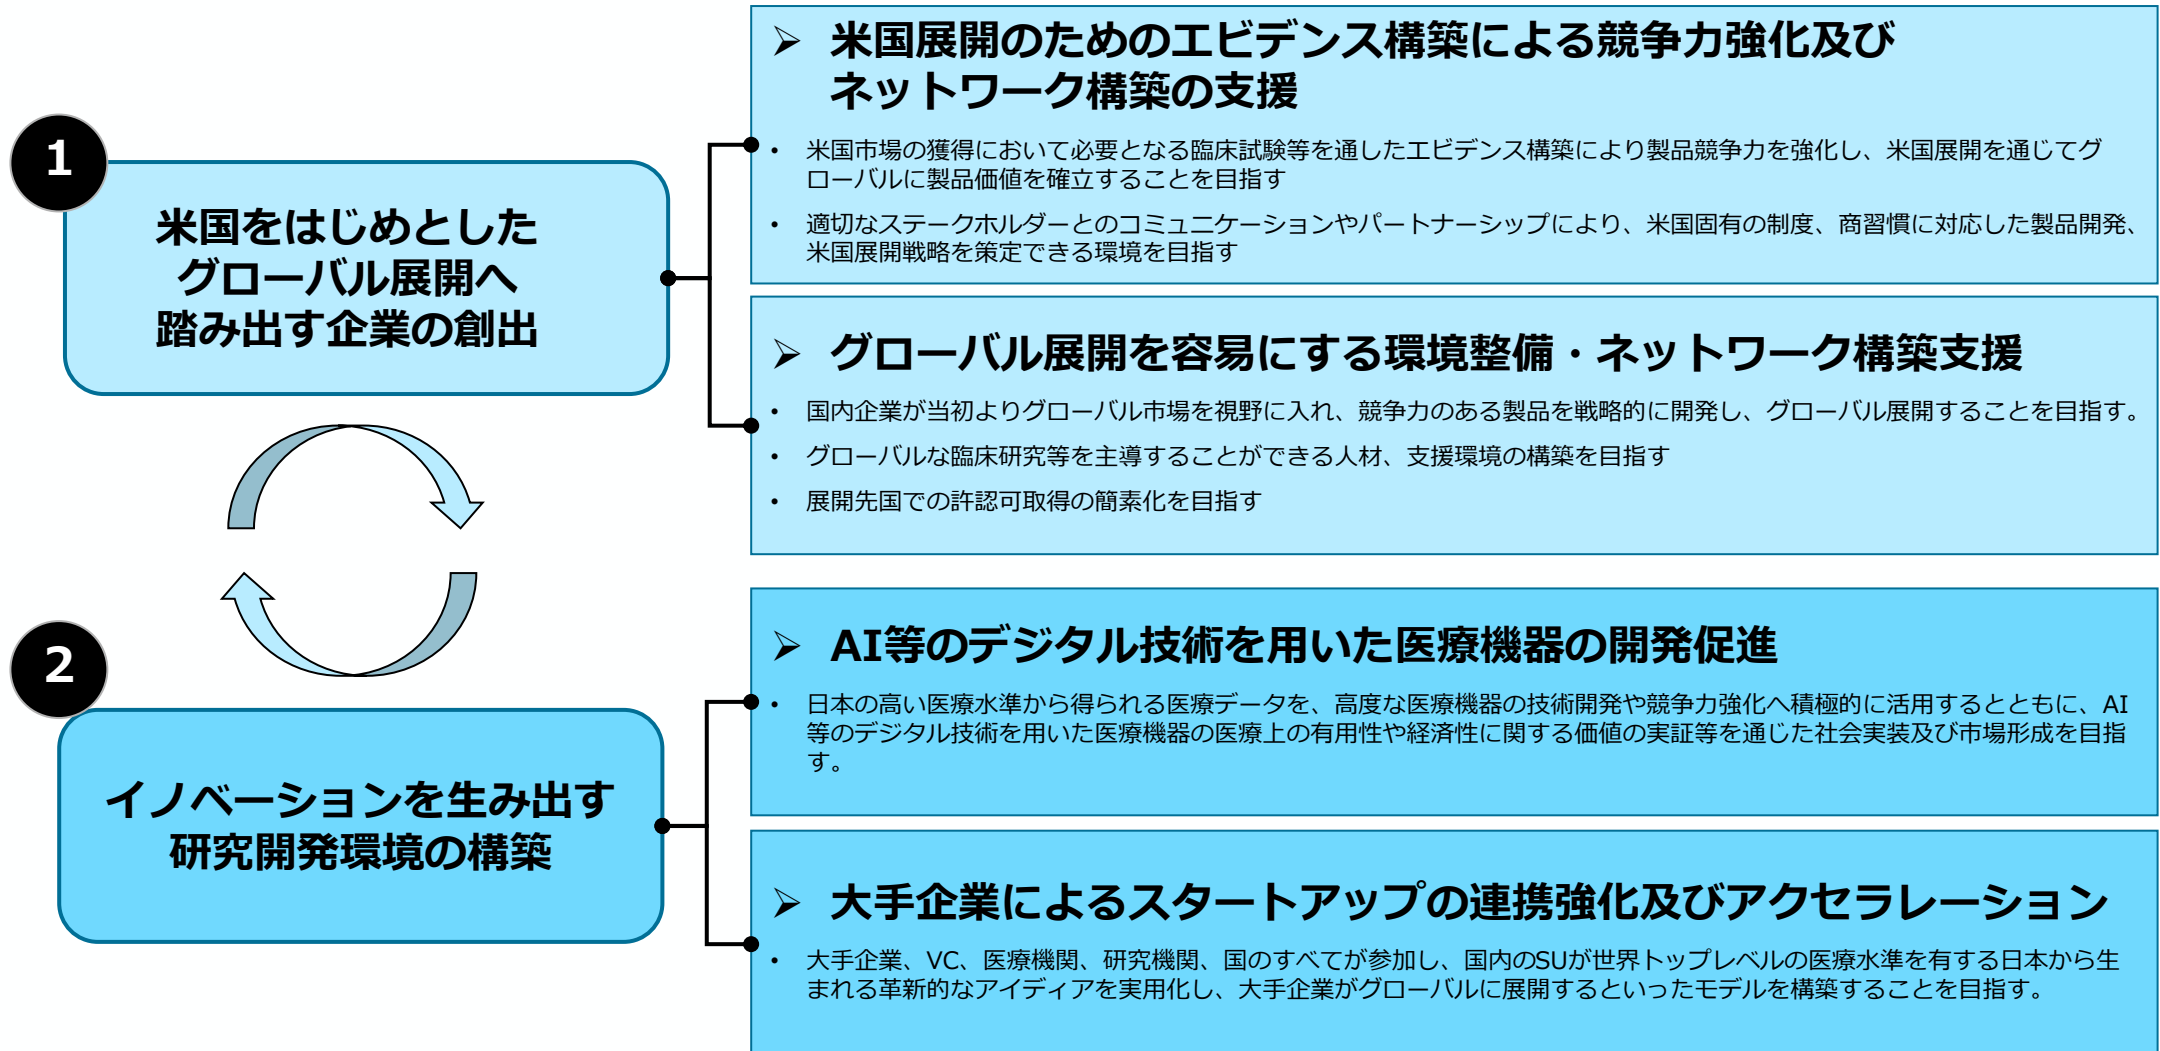 1
米国をはじめとした
グローバル展開へ
踏み出す企業の創出
➢ 米国展開のためのエビデンス構築による競争力強化及び
ネットワーク構築の支援
• 米国市場の獲得において必要となる臨床試験等を通したエビデンス構築により製品競争力を強化し、米国展開を通じてグ
ローバルに製品価値を確立することを目指す
• 適切なステークホルダーとのコミュニケーションやパートナーシップにより、米国固有の制度、商習慣に対応した製品開発、
米国展開戦略を策定できる環境を目指す
➢ グローバル展開を容易にする環境整備・ネットワーク構築支援
• 国内企業が当初よりグローバル市場を視野に入れ、競争力のある製品を戦略的に開発し、グローバル展開することを目指す。
• グローバルな臨床研究等を主導することができる人材、支援環境の構築を目指す
• 展開先国での許認可取得の簡素化を目指す
2
イノベーションを生み出す
研究開発環境の構築
➢ AI等のデジタル技術を用いた医療機器の開発促進
• 日本の高い医療水準から得られる医療データを、高度な医療機器の技術開発や競争力強化へ積極的に活用するとともに、AI
等のデジタル技術を用いた医療機器の医療上の有用性や経済性に関する価値の実証等を通じた社会実装及び市場形成を目指
す。
➢ 大手企業によるスタートアップの連携強化及びアクセラレーション
• 大手企業、VC、医療機関、研究機関、国のすべてが参加し、国内のSUが世界トップレベルの医療水準を有する日本から生
まれる革新的なアイディアを実用化し、大手企業がグローバルに展開するといったモデルを構築することを目指す。